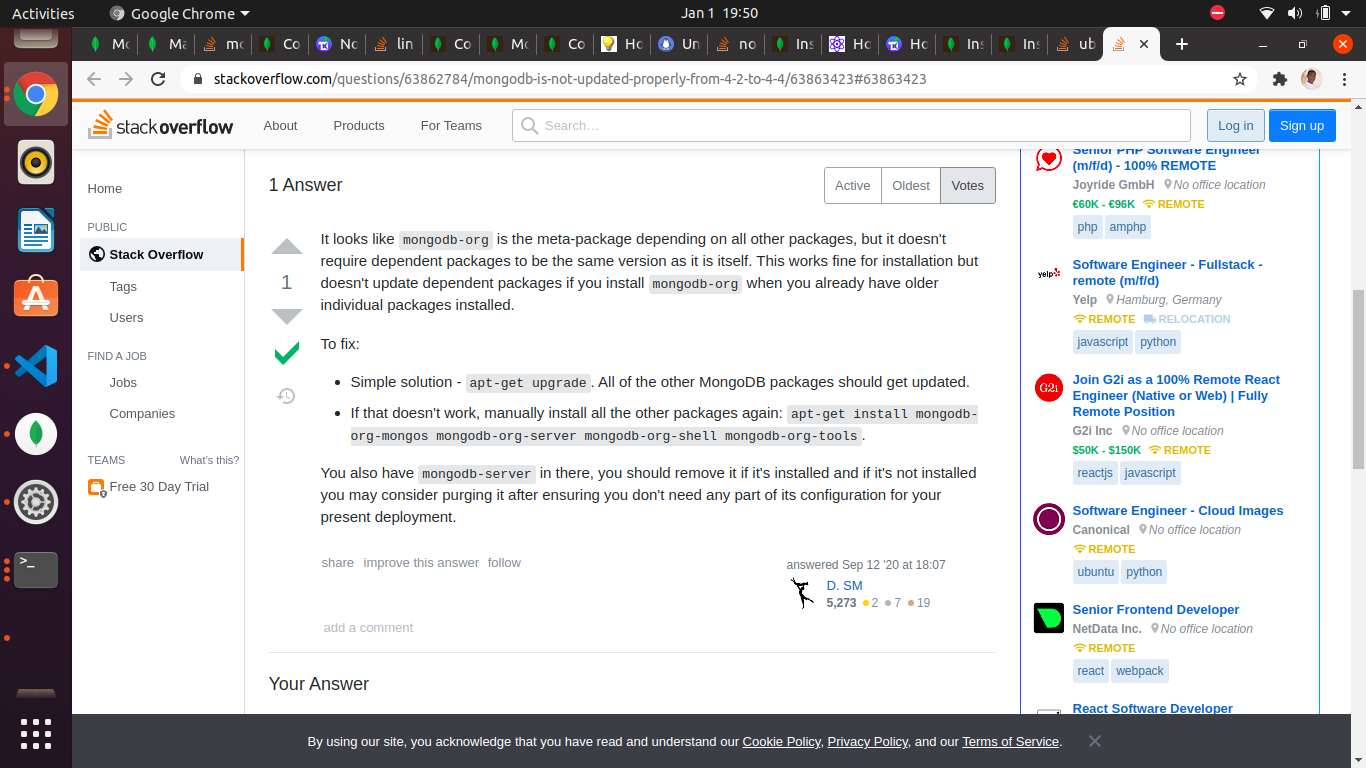 Activities
Google Chrome
Jan 1 19:50
Mo
Ma
mo
Co
No
lin
Co
Mo
Co
Ho
Un
no
Ins
Ho
Ho
Ins
Ins
ub
stackoverflow.com/questions/63862784/mongodb-is-not-updated-properly-from-4-2-to-4-4/63863423#63863423
stackoverflow
About
Products
For Teams
Search…
Log in
Sign up
Home
PUBLIC
Stack Overflow
Tags
Users
FIND A JOB
Jobs
Companies
TEAMS
What's this?
Free 30 Day Trial
1 Answer
Active
Oldest
Votes
1
It looks like mongodb-org is the meta-package depending on all other packages, but it doesn't
require dependent packages to be the same version as it is itself. This works fine for installation but
doesn't update dependent packages if you install mongodb-org when you already have older
individual packages installed.
To fix:
• Simple solution - apt-get upgrade. All of the other MongoDB packages should get updated.
• If that doesn't work, manually install all the other packages again: apt-get install mongodb-
org-mongos mongodb-org-server mongodb-org-shell mongodb-org-tools.
You also have mongodb-server in there, you should remove it if it's installed and if it's not installed
you may consider purging it after ensuring you don't need any part of its configuration for your
present deployment.
share improve this answer follow
answered Sep 12 '20 at 18:07
D. SM
5,273 ●2 ●7 ●19
add a comment
Your Answer
Senior PHP Software Engineer
(m/f/d) - 100% REMOTE
Joyride GmbH No office location
€60K - €96K REMOTE
php amphp
yelp
Software Engineer - Fullstack -
remote (m/f/d)
Yelp Hamburg, Germany
REMOTE RELOCATION
javascript python
G2i
Join G2i as a 100% Remote React
Engineer (Native or Web) | Fully
Remote Position
G2i Inc No office location
$50K - $150K REMOTE
reactjs javascript
Software Engineer - Cloud Images
Canonical No office location
REMOTE
ubuntu python
Senior Frontend Developer
NetData Inc. No office location
REMOTE
react webpack
React Software Developer
By using our site, you acknowledge that you have read and understand our Cookie Policy, Privacy Policy, and our Terms of Service.